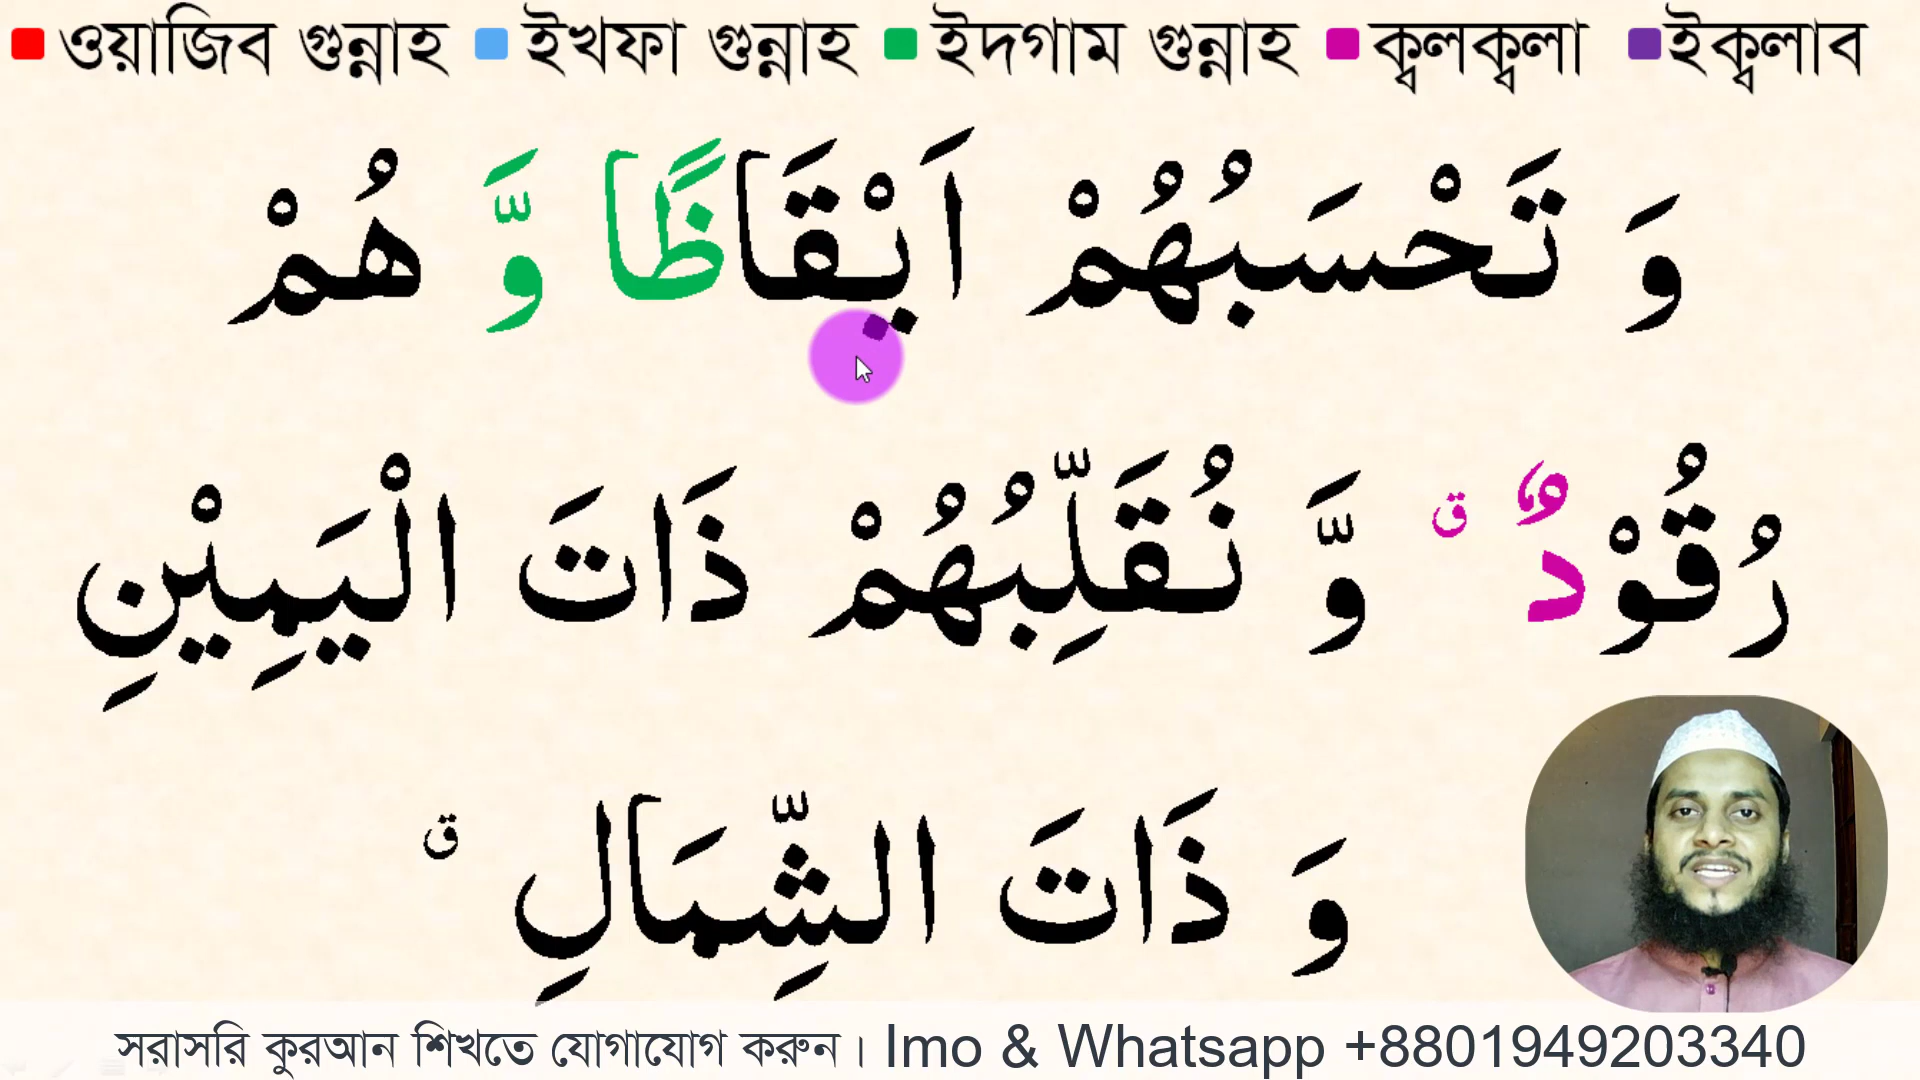 ওয়াজিব গুন্নাহ ইখফা গুন্নাহ ইদগাম গুন্নাহ ক্বলক্বলা ইক্বলাব
وَ تَحْسَبُهُمْ اَيْقَاظًا وَّ هُمْ
رُقُوْدٌ ۖۗ وَّ نُقَلِّبُهُمْ ذَاتَ الْيَمِيْنِ
وَ ذَاتَ الشِّمَالِ ۖۗ
সরাসরি কুরআন শিখতে যোগাযোগ করুন। Imo & Whatsapp +8801949203340